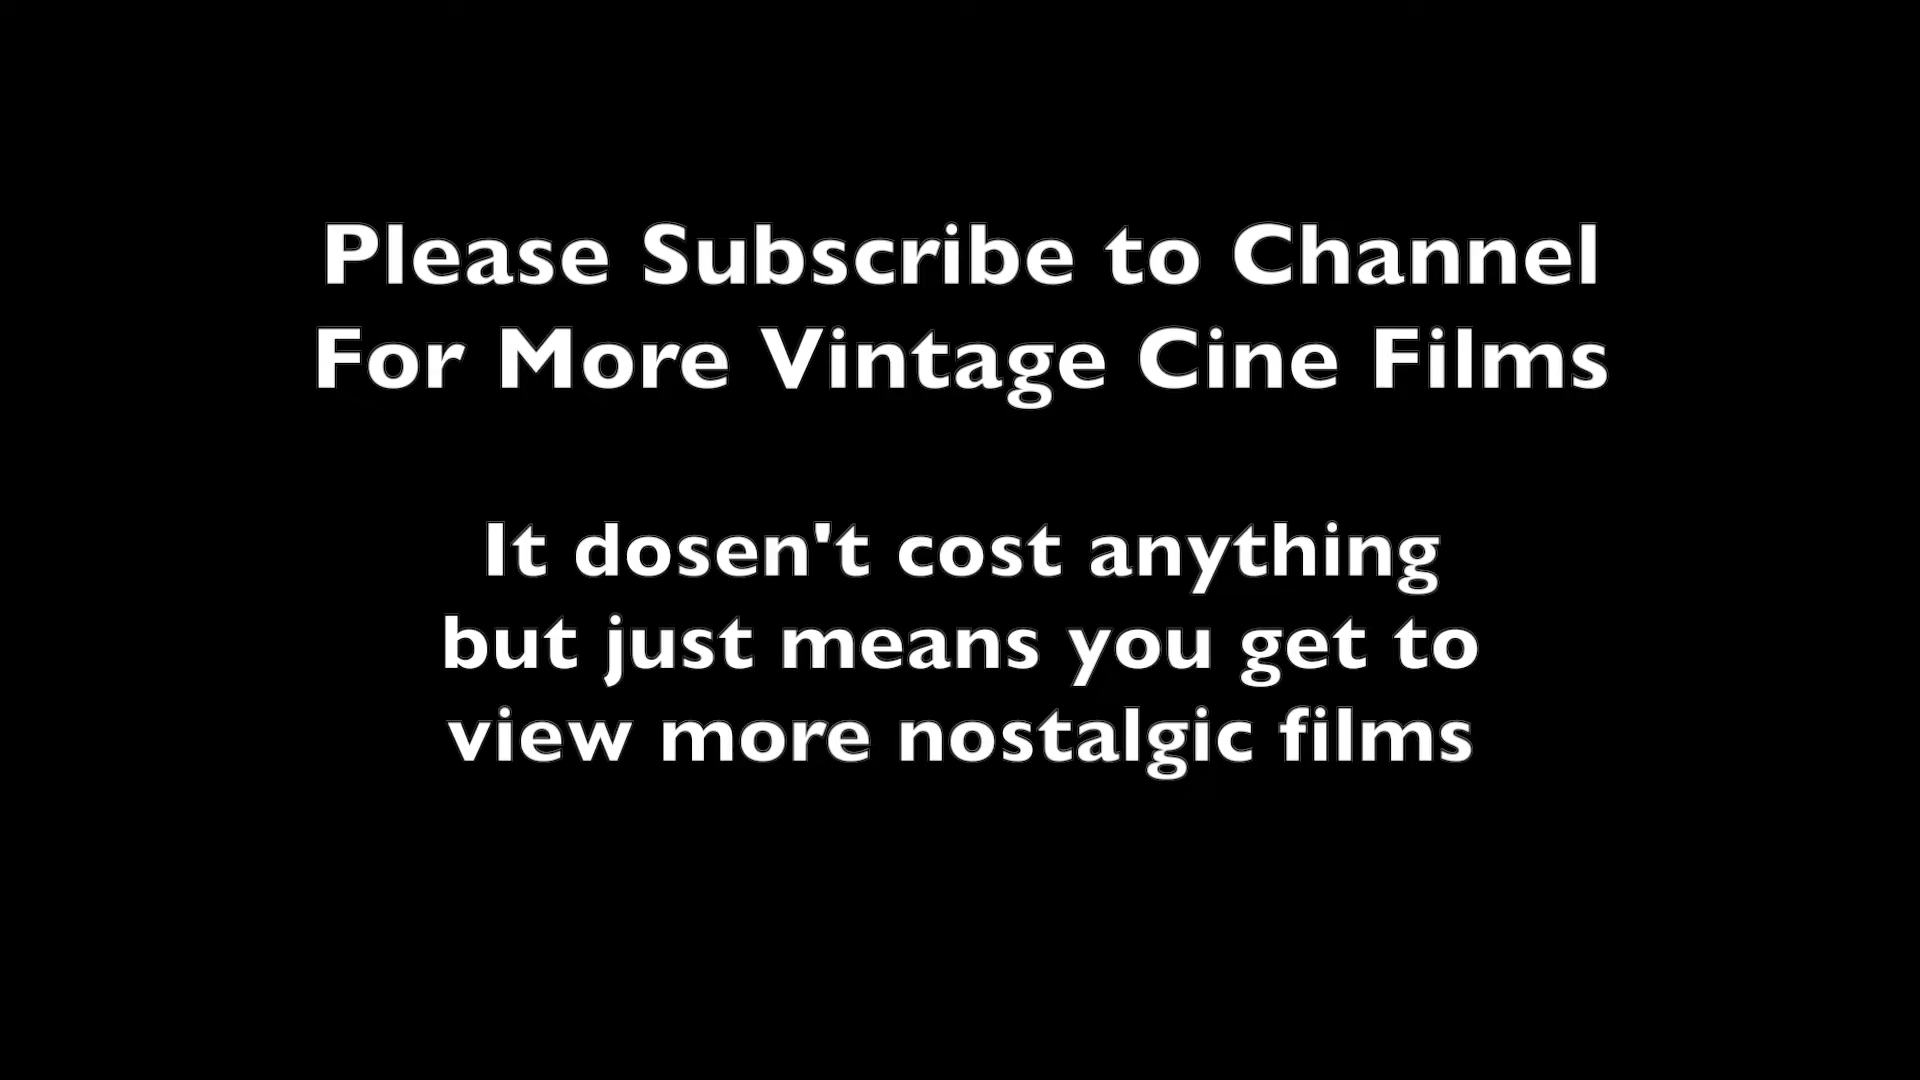 Please Subscribe to Channel
For More Vintage Cine Films
It dosen't cost anything
but just means you get to
view more nostalgic films